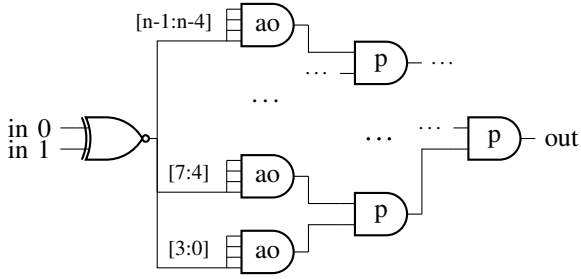 [n-1:n-4]
ao
p
...
...
...
in 0
in 1
...
...
p
out
[7:4]
ao
p
[3:0]
ao